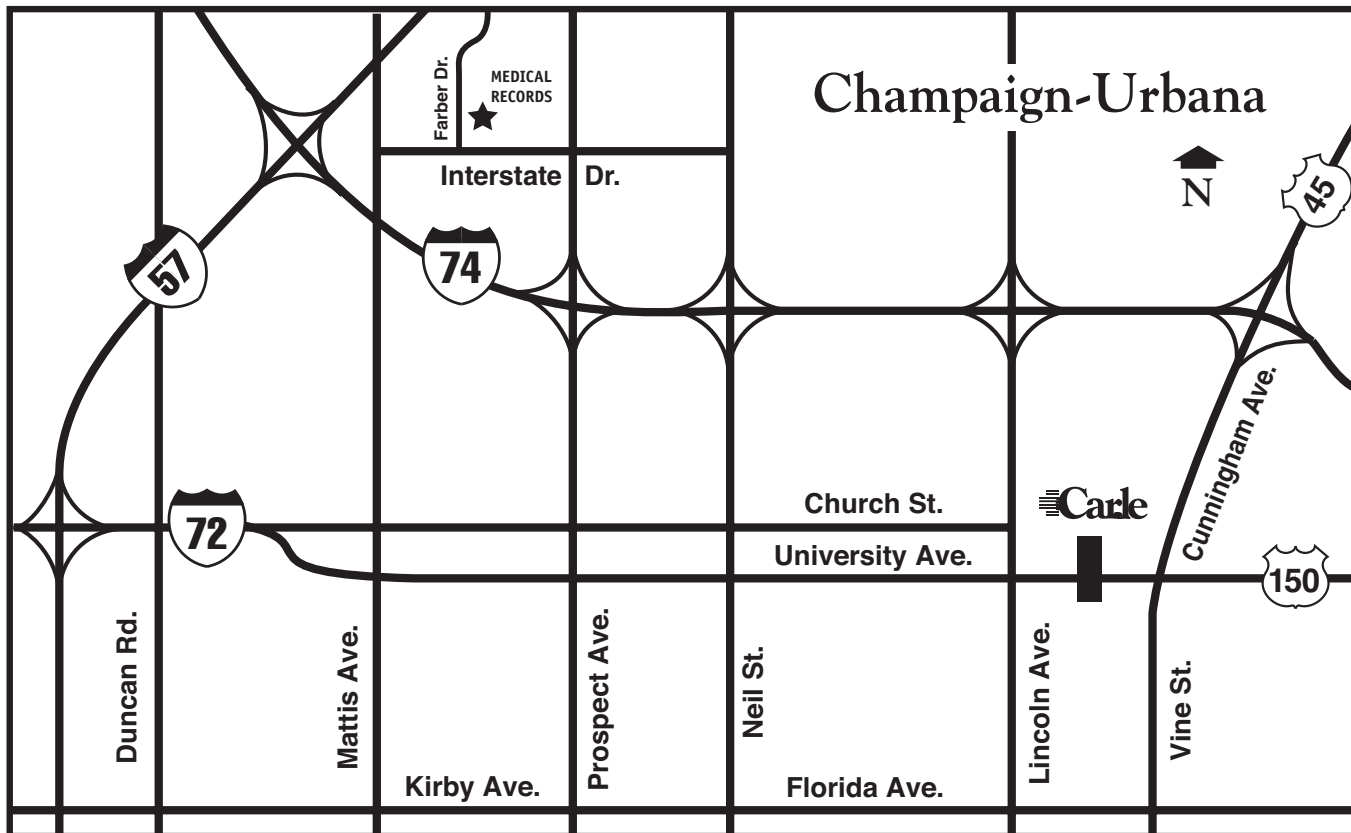 Farber Dr.
MEDICAL
RECORDS
Champaign-Urbana
Interstate Dr.
N
45
57
74
Cunningham Ave.
Church St.
Carle
72
University Ave.
150
Duncan Rd.
Mattis Ave.
Prospect Ave.
Neil St.
Lincoln Ave.
Vine St.
Kirby Ave.
Florida Ave.